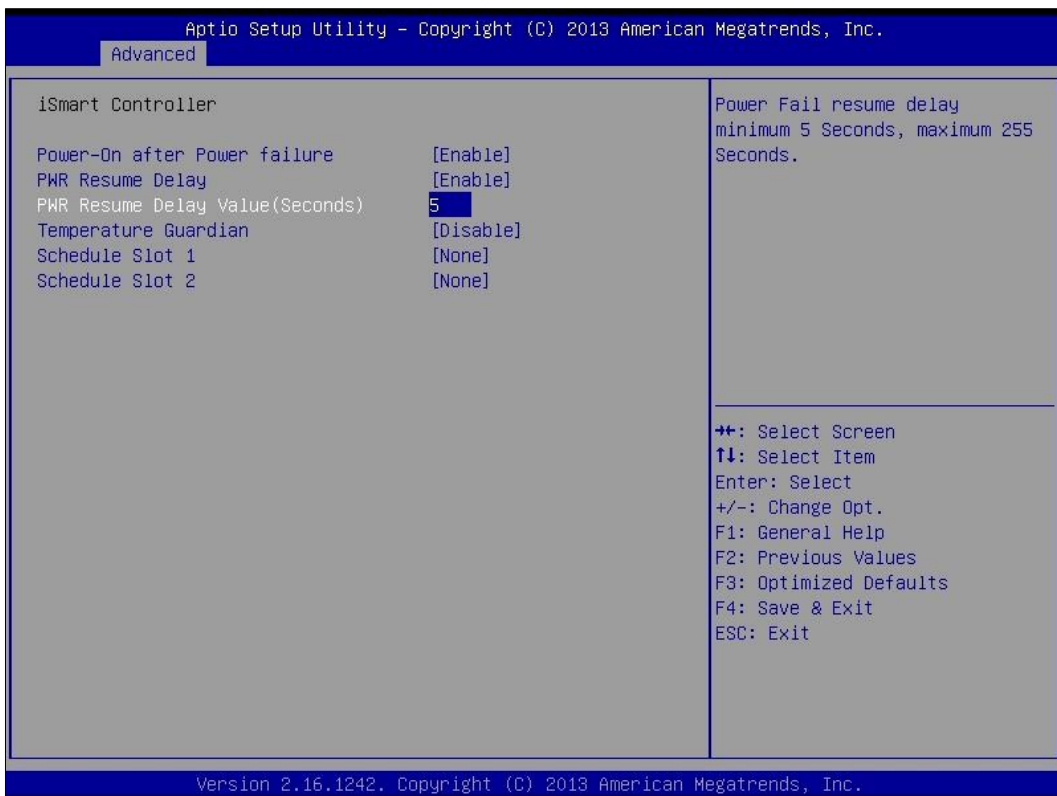 Aptio Setup Utility – Copyright (C) 2013 American Megatrends, Inc.
Advanced
iSmart Controller
Power-On after Power failure [Enable]
PWR Resume Delay [Enable]
PWR Resume Delay Value(Seconds) 5
Temperature Guardian [Disable]
Schedule Slot 1 [None]
Schedule Slot 2 [None]
Power Fail resume delay
minimum 5 Seconds, maximum 255
Seconds.
→←: Select Screen
↑↓: Select Item
Enter: Select
+/-: Change Opt.
F1: General Help
F2: Previous Values
F3: Optimized Defaults
F4: Save & Exit
ESC: Exit
Version 2.16.1242. Copyright (C) 2013 American Megatrends, Inc.